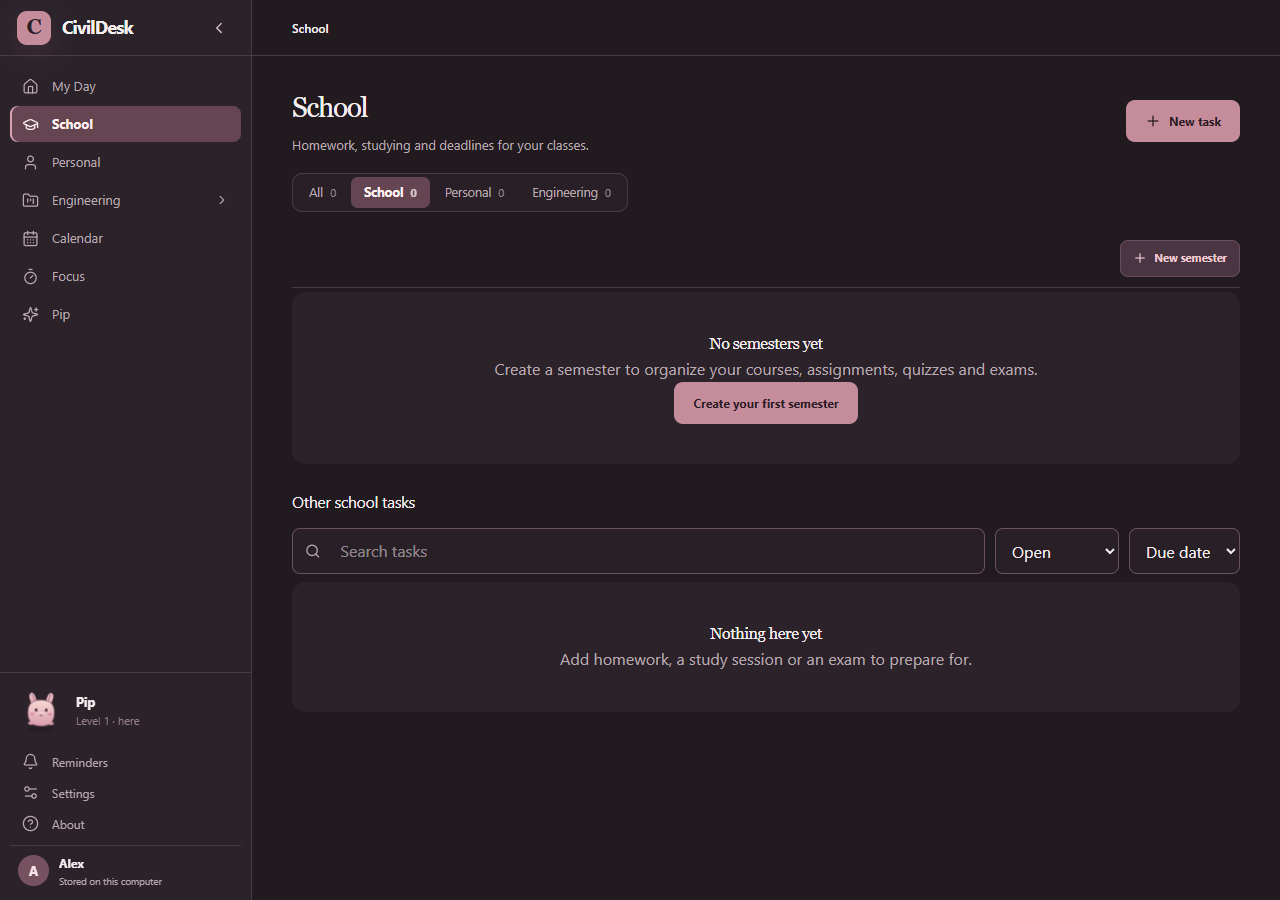 C CivilDesk
School
My Day
School
Personal
Engineering
Calendar
Focus
Pip
School
New task
Homework, studying and deadlines for your classes.
All 0 School 0 Personal 0 Engineering 0
New semester
No semesters yet
Create a semester to organize your courses, assignments, quizzes and exams.
Create your first semester
Other school tasks
Search tasks
Open
Due date
Nothing here yet
Add homework, a study session or an exam to prepare for.
Pip
Level 1 · here
Reminders
Settings
About
A
Alex
Stored on this computer